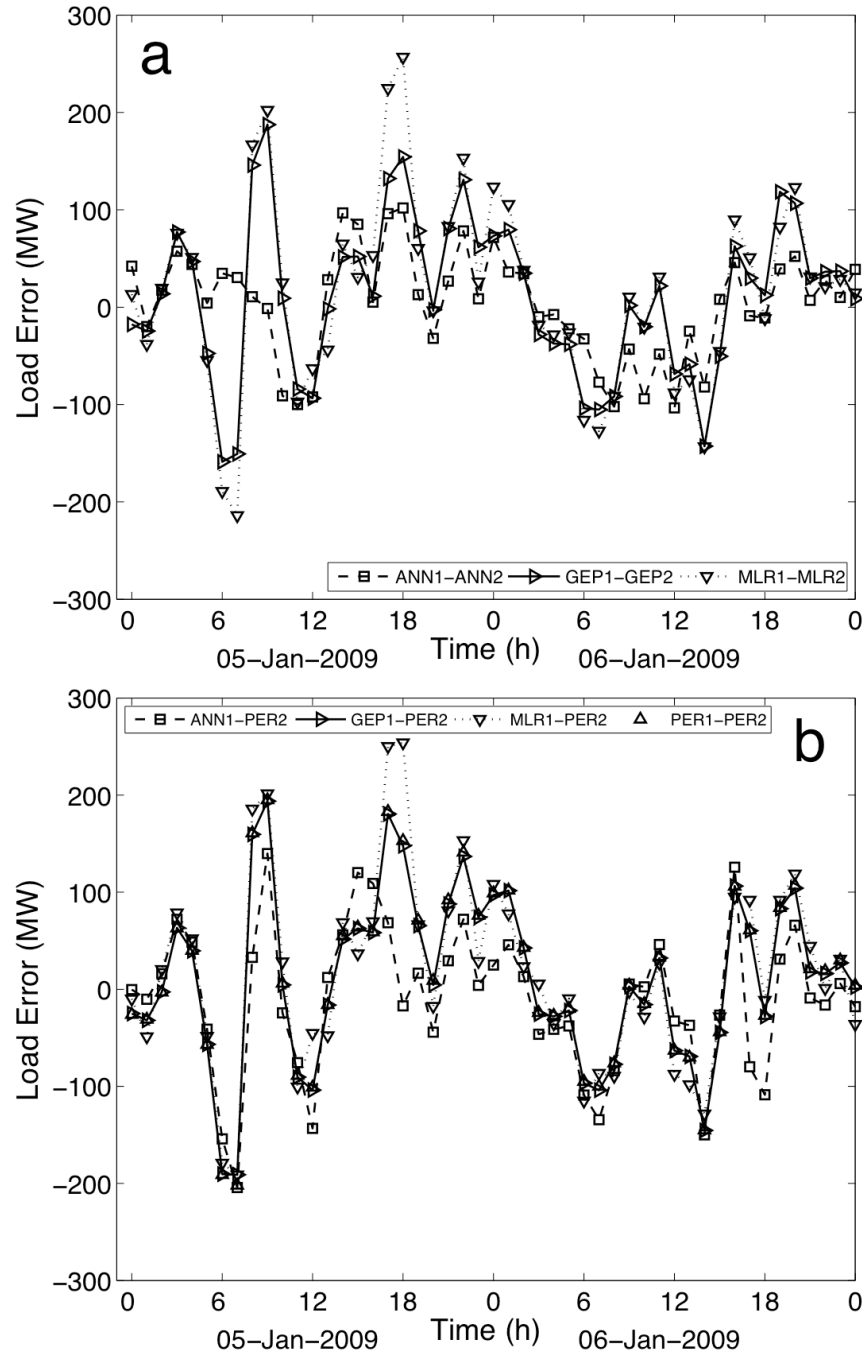 300
a
200
100
0
−100
−200
−300
Load Error (MW)
ANN1−ANN2 GEP1−GEP2 MLR1−MLR2
0 6 12 18 0 6 12 18 0
Time (h)
05−Jan−2009 06−Jan−2009
300
ANN1−PER2 GEP1−PER2 MLR1−PER2 PER1−PER2
b
200
100
0
−100
−200
−300
Load Error (MW)
0 6 12 18 0 6 12 18 0
Time (h)
05−Jan−2009 06−Jan−2009